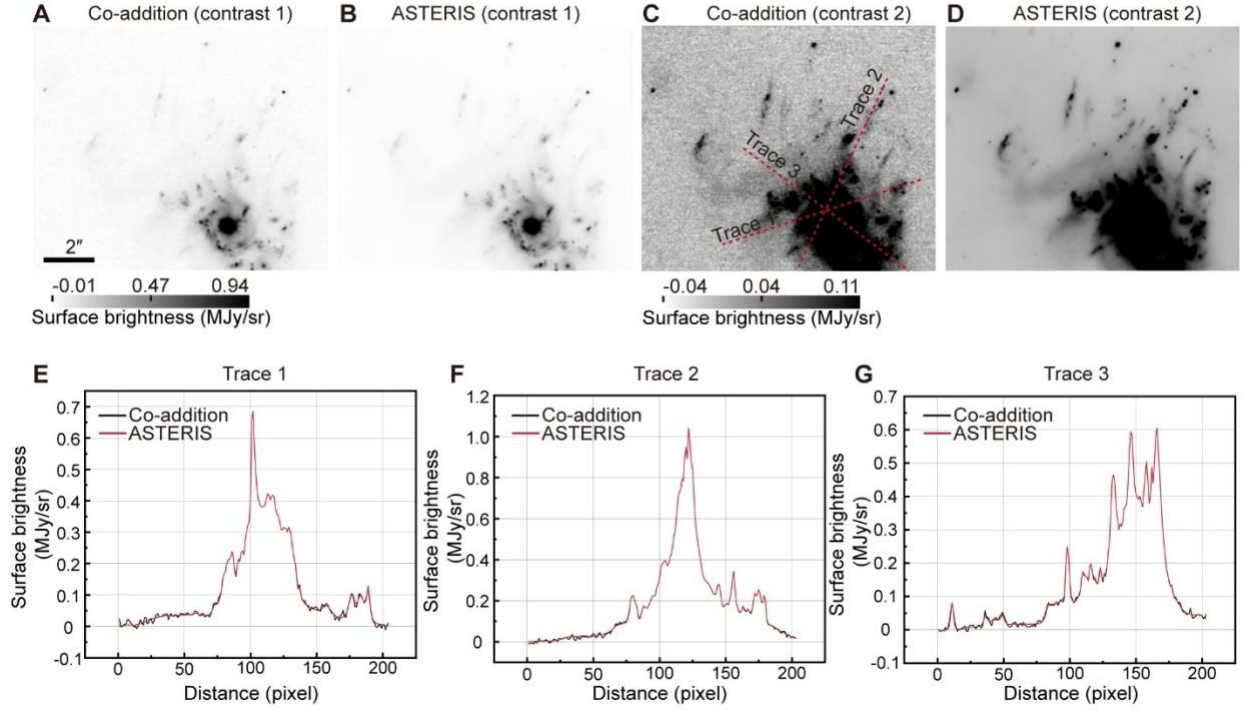 A Co-addition (contrast 1)
B ASTERIS (contrast 1)
C Co-addition (contrast 2)
D ASTERIS (contrast 2)
Trace 2
Trace 3
Trace 1
2″
-0.01 0.47 0.94
Surface brightness (MJy/sr)
-0.04 0.04 0.11
Surface brightness (MJy/sr)
E Trace 1
Co-addition
ASTERIS
0.7
0.6
0.5
0.4
0.3
0.2
0.1
0
-0.1
Surface brightness
(MJy/sr)
0 50 100 150 200
Distance (pixel)
F Trace 2
Co-addition
ASTERIS
1.2
1.0
0.8
0.6
0.4
0.2
0
Surface brightness
(MJy/sr)
0 50 100 150 200
Distance (pixel)
G Trace 3
Co-addition
ASTERIS
0.7
0.6
0.5
0.4
0.3
0.2
0.1
0
-0.1
Surface brightness
(MJy/sr)
0 50 100 150 200
Distance (pixel)